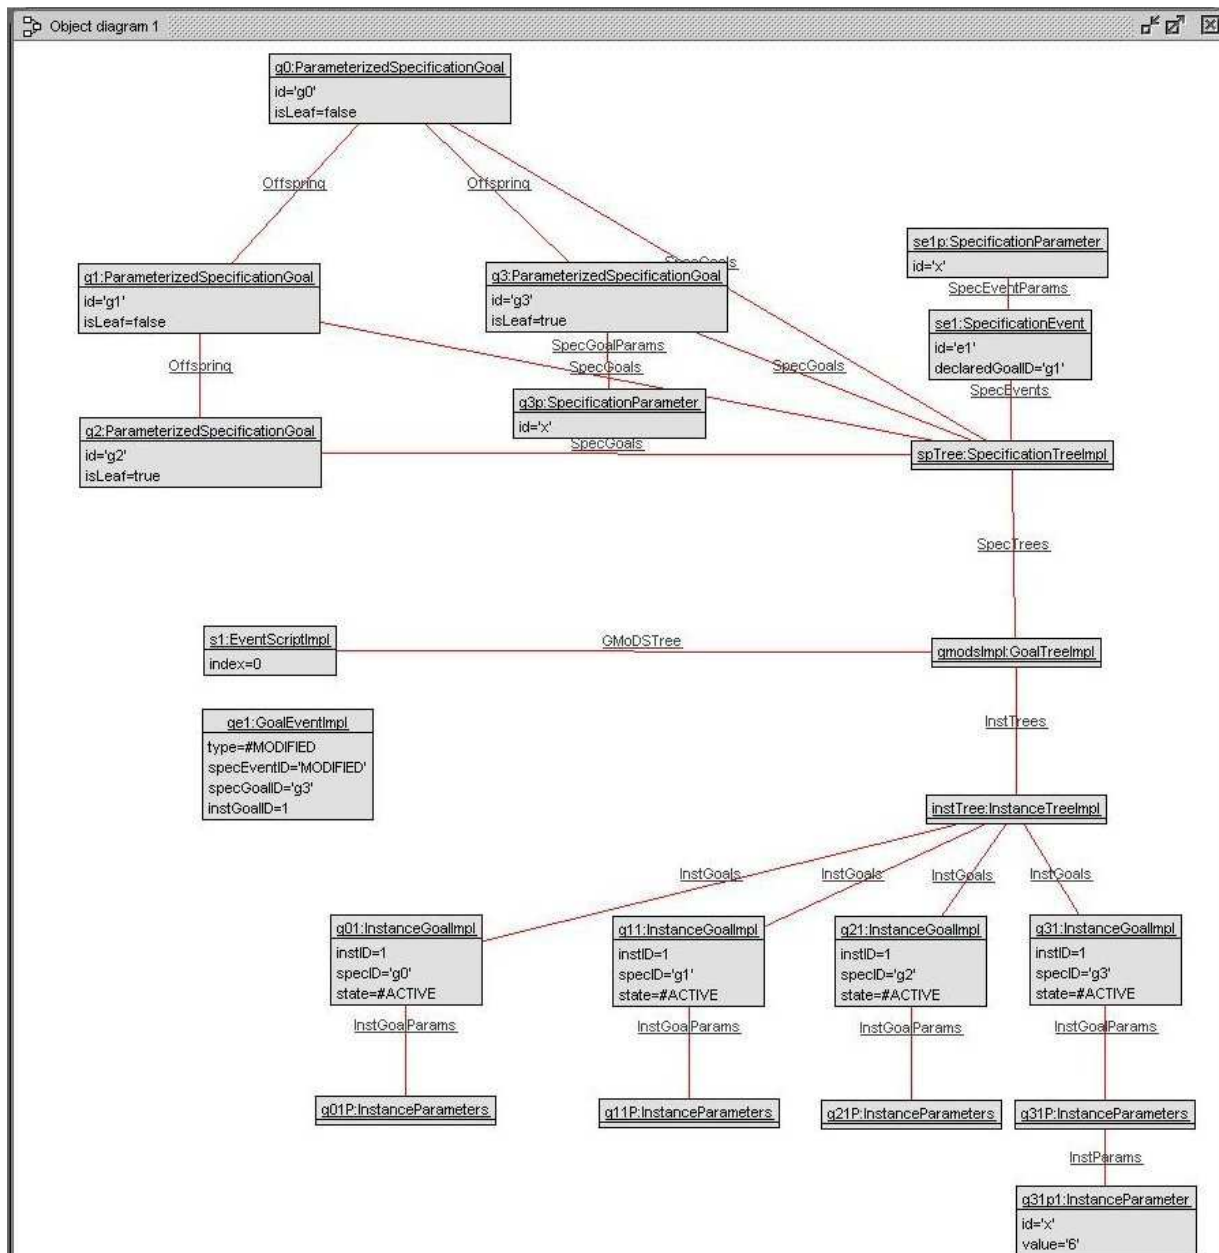 Object diagram 1
g0:ParameterizedSpecificationGoal
id='g0'
isLeaf=false
Offspring
Offspring
SpecGoals
se1p:SpecificationParameter
id='x'
SpecEventParams
g1:ParameterizedSpecificationGoal
id='g1'
isLeaf=false
g3:ParameterizedSpecificationGoal
id='g3'
isLeaf=true
se1:SpecificationEvent
id='e1'
declaredGoalID='g1'
SpecGoalParams
Offspring
SpecGoals
SpecGoals
SpecEvents
g3p:SpecificationParameter
id='x'
g2:ParameterizedSpecificationGoal
id='g2'
isLeaf=true
SpecGoals
spTree:SpecificationTreeImpl
SpecTrees
s1:EventScriptImpl
index=0
GMoDSTree
gmodsImpl:GoalTreeImpl
ge1:GoalEventImpl
type=#MODIFIED
specEventID='MODIFIED'
specGoalID='g3'
instGoalID=1
InstTrees
instTree:InstanceTreeImpl
InstGoals
InstGoals
InstGoals
InstGoals
g01:InstanceGoalImpl
instID=1
specID='g0'
state=#ACTIVE
g11:InstanceGoalImpl
instID=1
specID='g1'
state=#ACTIVE
g21:InstanceGoalImpl
instID=1
specID='g2'
state=#ACTIVE
g31:InstanceGoalImpl
instID=1
specID='g3'
state=#ACTIVE
InstGoalParams
InstGoalParams
InstGoalParams
InstGoalParams
g01P:InstanceParameters
g11P:InstanceParameters
g21P:InstanceParameters
g31P:InstanceParameters
InstParams
g31p1:InstanceParameter
id='x'
value='6'